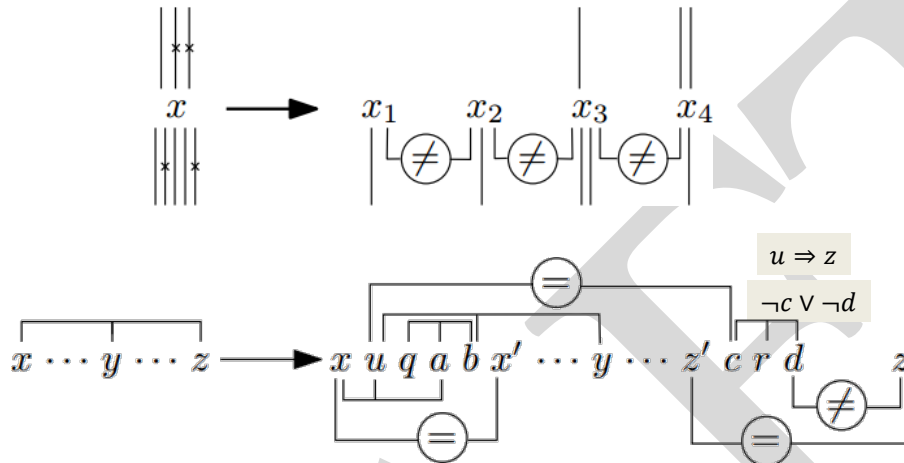 x x₁ x₂ x₃ x₄
≠ ≠ ≠
u ⇒ z
=
¬c ∨ ¬d
x ⋯ y ⋯ z x u q a b x′ ⋯ y ⋯ z′ c r d z
≠
= =